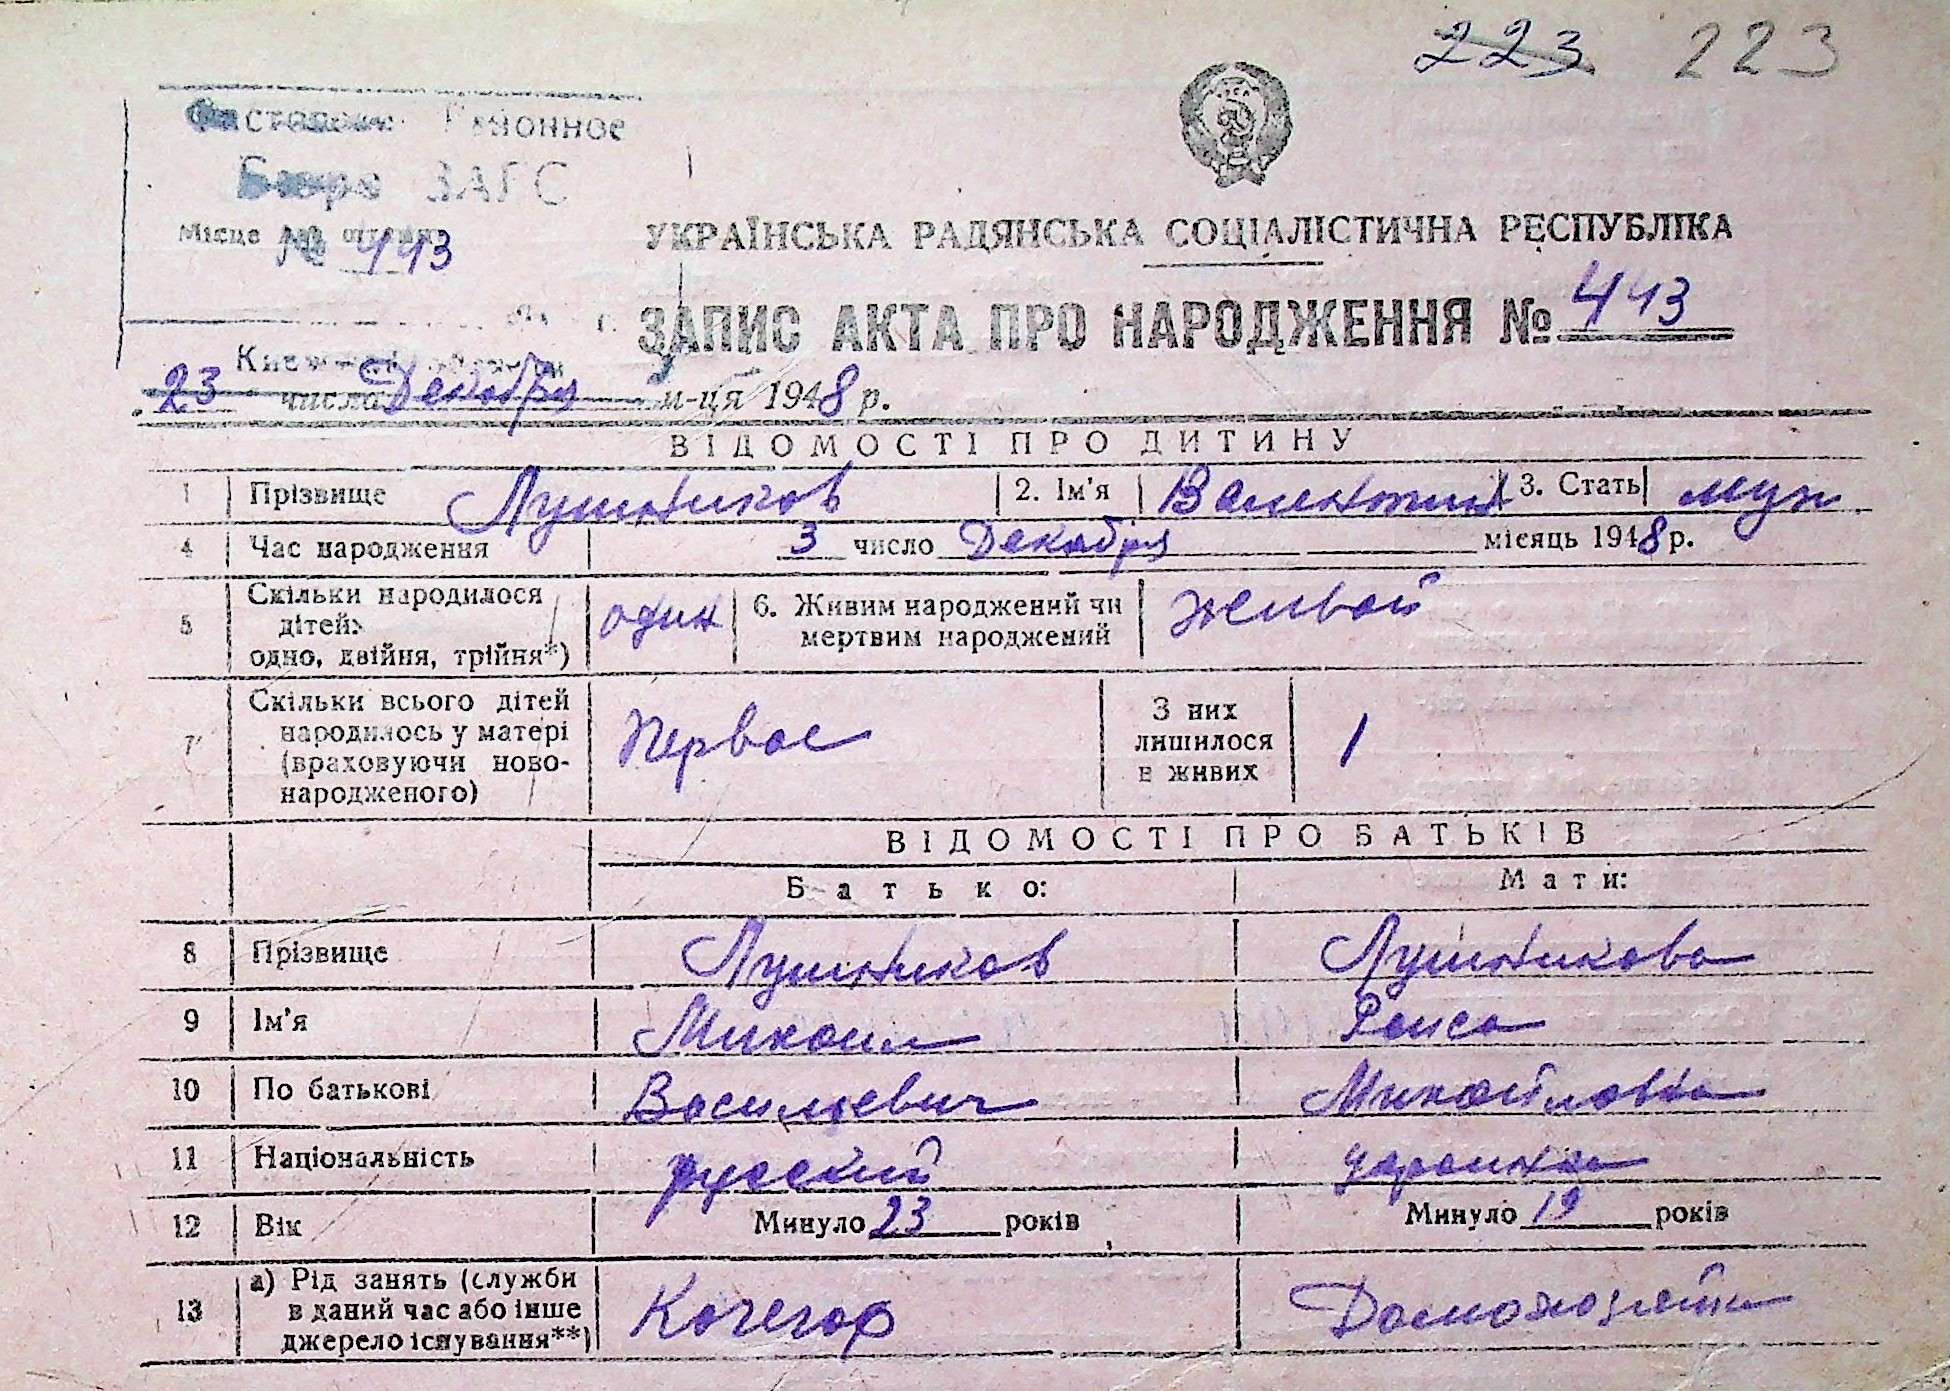 223 223
Районное
Бюро ЗАГС
Місце для штампу
№ 443
УКРАЇНСЬКА РАДЯНСЬКА СОЦІАЛІСТИЧНА РЕСПУБЛІКА
ЗАПИС АКТА ПРО НАРОДЖЕННЯ № 443
23 числа Декабря м-ця 1948 р.
ВІДОМОСТІ ПРО ДИТИНУ
1 Прізвище Лушников 2. Ім'я Валентин 3. Стать муж
4 Час народження 3 число Декабря місяць 1948 р.
5 Скільки народилося дітей: одно, двійня, трійня*) один 6. Живим народжений чи мертвим народжений живой
7 Скільки всього дітей народилось у матері (враховуючи новонародженого) Первое З них лишилося в живих 1
ВІДОМОСТІ ПРО БАТЬКІВ
Батько: Мати:
8 Прізвище Лушников Лушникова
9 Ім'я Михаил Раиса
10 По батькові Васильевич Михайловна
11 Національність русский украинка
12 Вік Минуло 23 років Минуло 19 років
13 а) Рід занять (служби в даний час або інше джерело існування**) Кочегар Домохозяйка